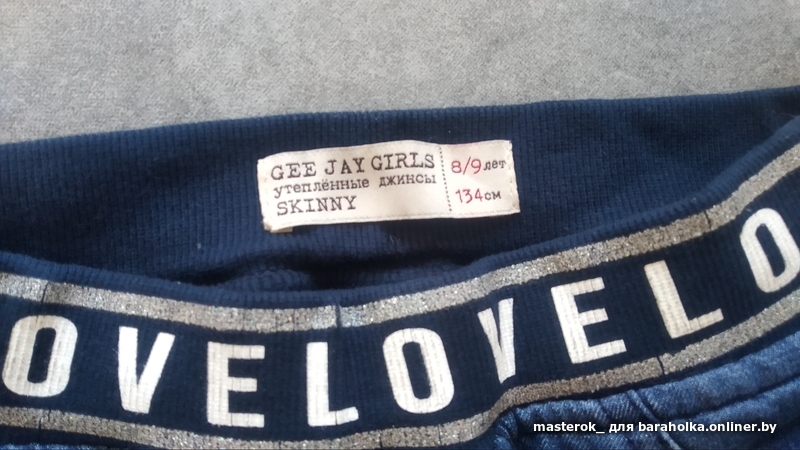 GEE JAY GIRLS
утеплённые джинсы
SKINNY
8/9 лет
134 см
OVELOVELO
masterok_ для baraholka.onliner.by